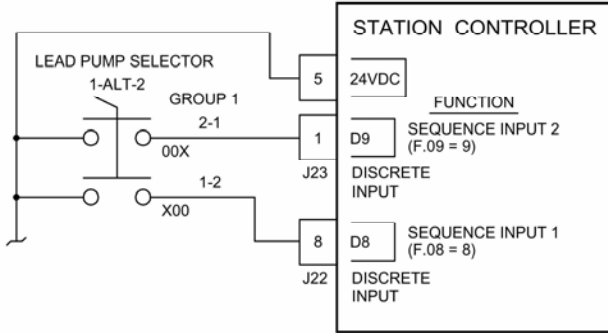 STATION CONTROLLER
LEAD PUMP SELECTOR
1-ALT-2
5
24VDC
GROUP 1
FUNCTION
2-1
1
D9
SEQUENCE INPUT 2
(F.09 = 9)
00X
J23
DISCRETE
INPUT
1-2
X00
8
D8
SEQUENCE INPUT 1
(F.08 = 8)
J22
DISCRETE
INPUT